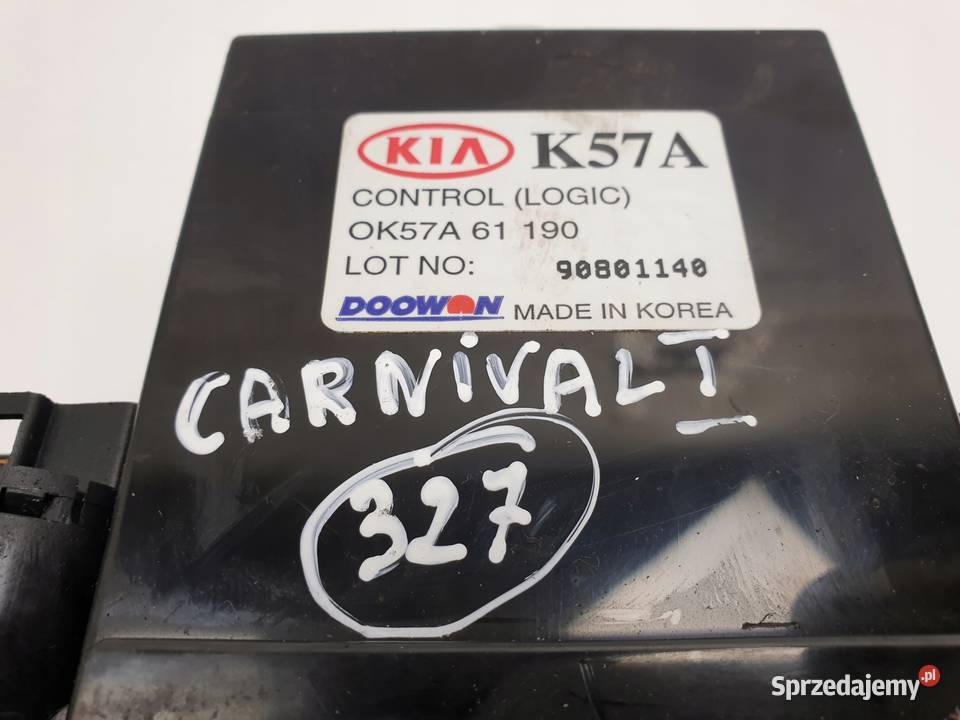 KIA K57A
CONTROL (LOGIC)
OK57A 61 190
LOT NO: 90801140
DOOWON MADE IN KOREA
CARNIVAL I
327
Sprzedajemy.pl